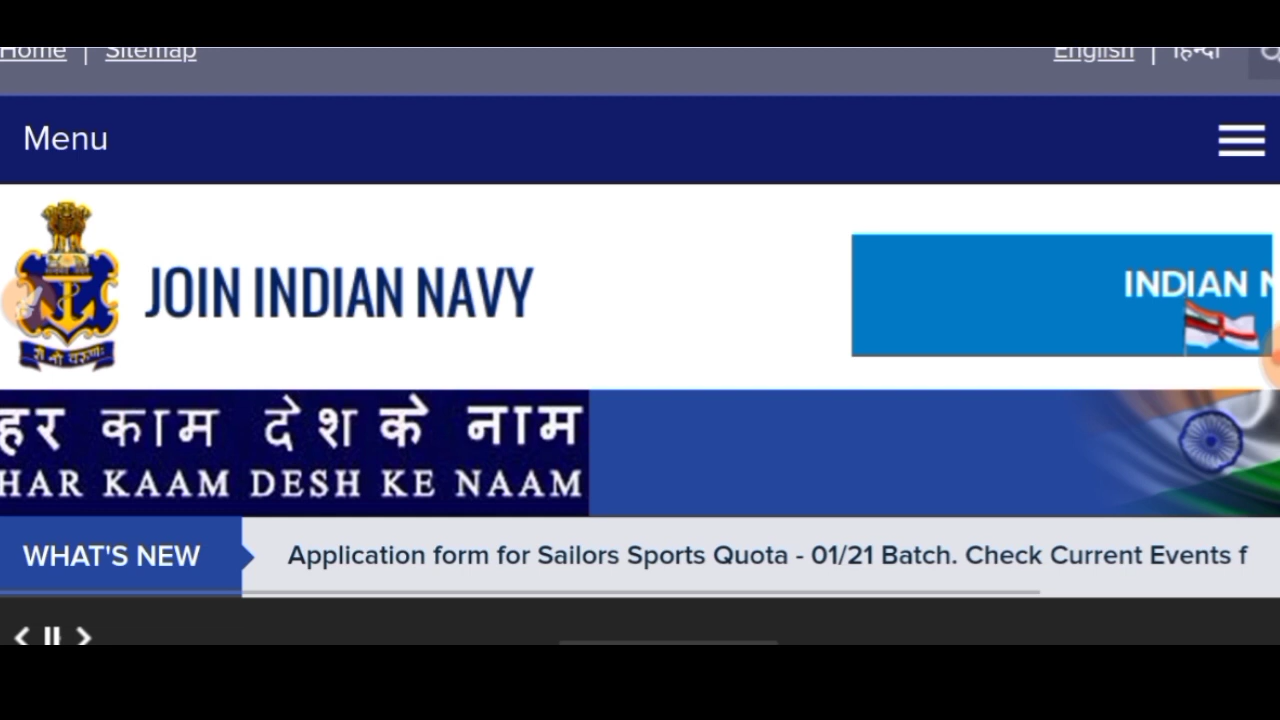 Home | Sitemap
English | हिन्दी
Menu
JOIN INDIAN NAVY
INDIAN N
हर काम देश के नाम
HAR KAAM DESH KE NAAM
WHAT'S NEW
Application form for Sailors Sports Quota - 01/21 Batch. Check Current Events f